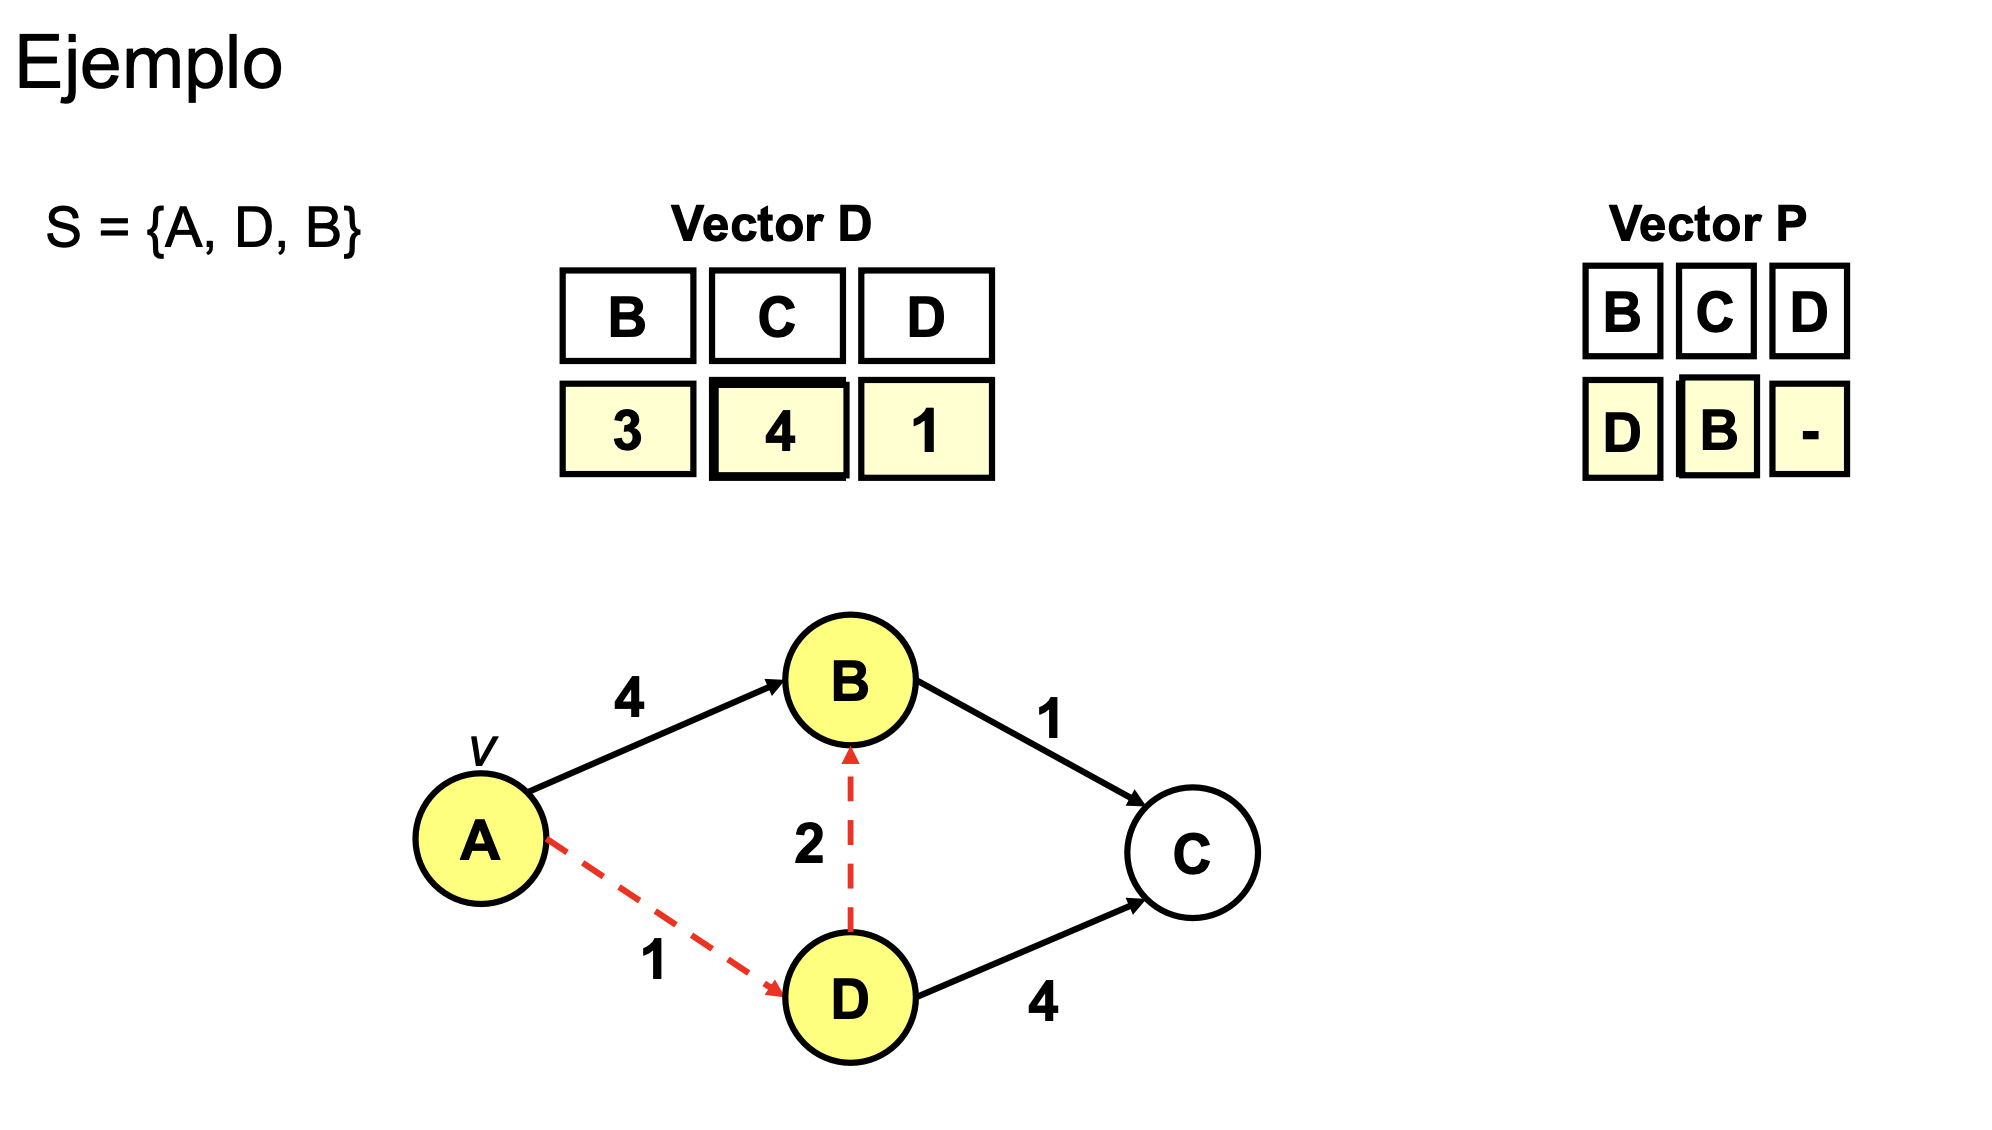 Ejemplo
S = {A, D, B}
Vector D
B C D
3 4 1
Vector P
B C D
D B -
B
4
1
V
A
2
C
1
D
4